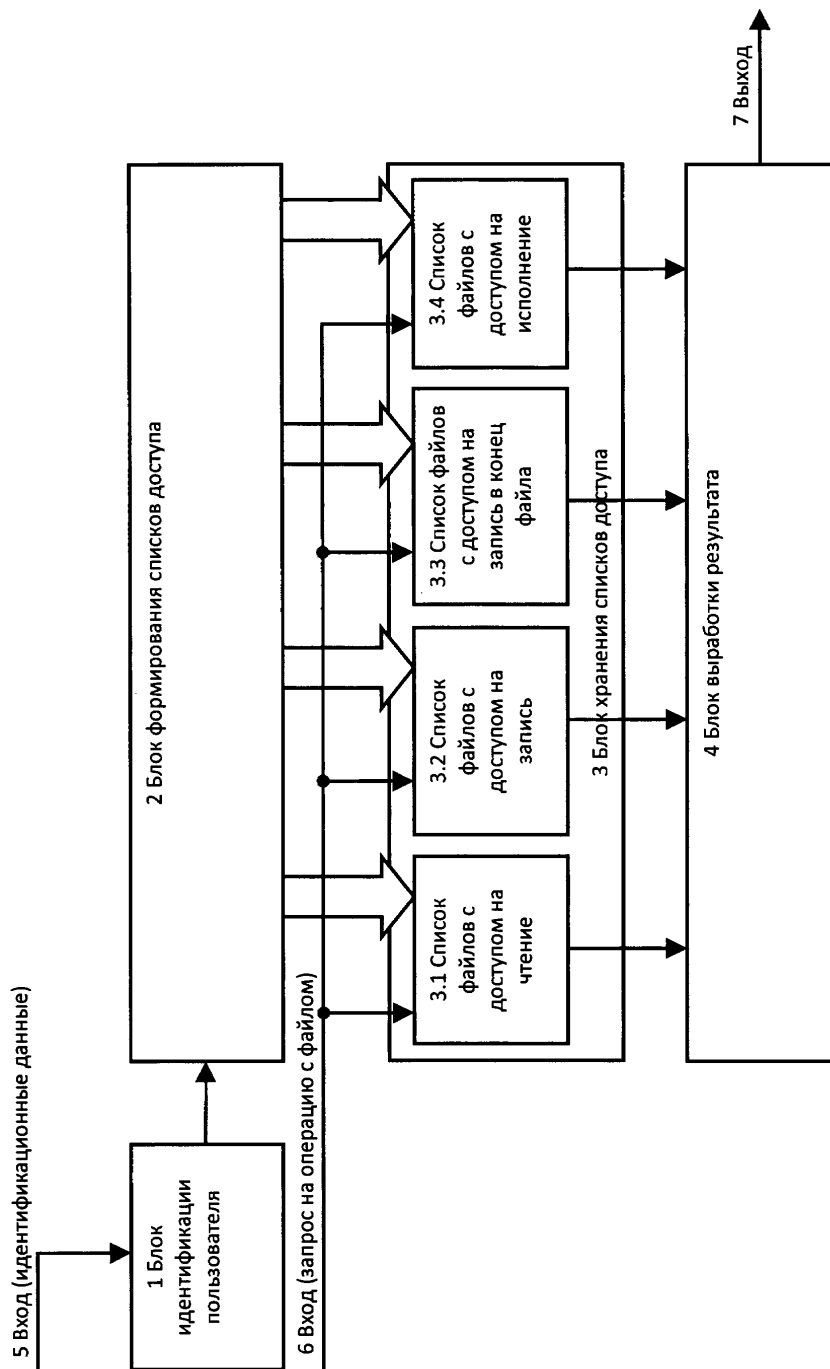 5 Вход (идентификационные данные)
1 Блок
идентификации
пользователя
2 Блок формирования списков доступа
6 Вход (запрос на операцию с файлом)
3.1 Список
файлов с
доступом на
чтение
3.2 Список
файлов с
доступом на
запись
3.3 Список файлов
с доступом на
запись в конец
файла
3.4 Список
файлов с
доступом на
исполнение
3 Блок хранения списков доступа
4 Блок выработки результата
7 Выход